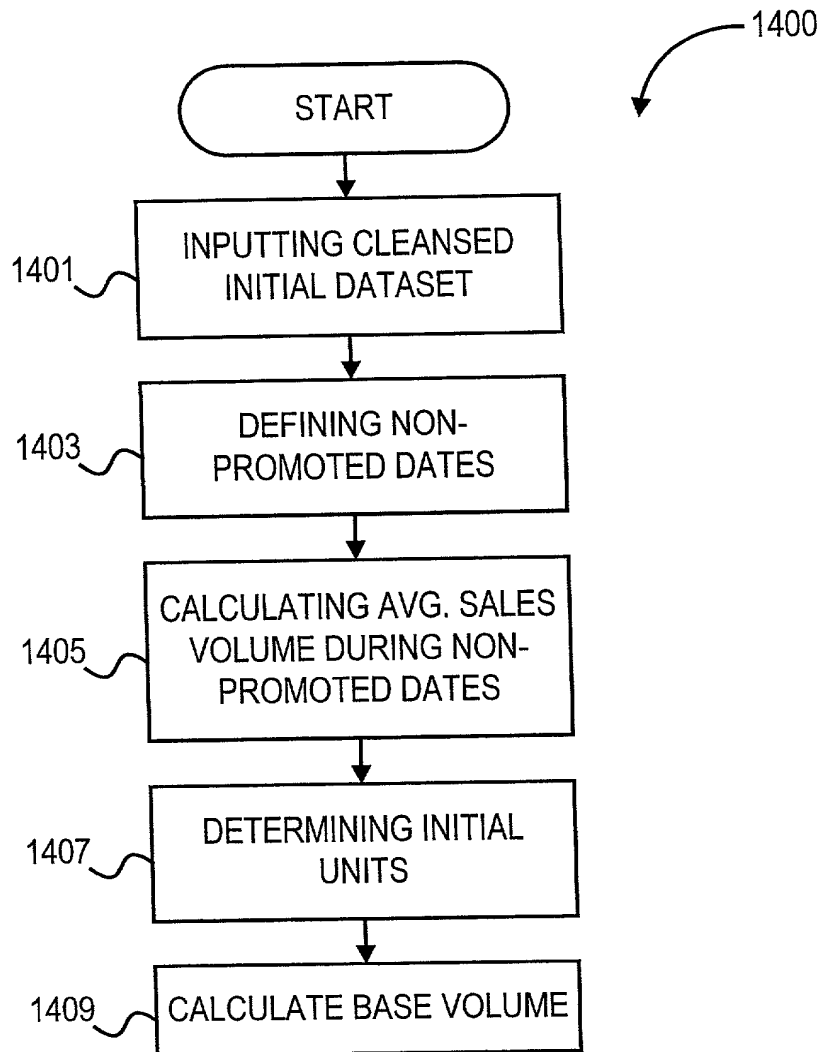 1400
START
1401
INPUTTING CLEANSED
INITIAL DATASET
1403
DEFINING NON-
PROMOTED DATES
1405
CALCULATING AVG. SALES
VOLUME DURING NON-
PROMOTED DATES
1407
DETERMINING INITIAL
UNITS
1409
CALCULATE BASE VOLUME